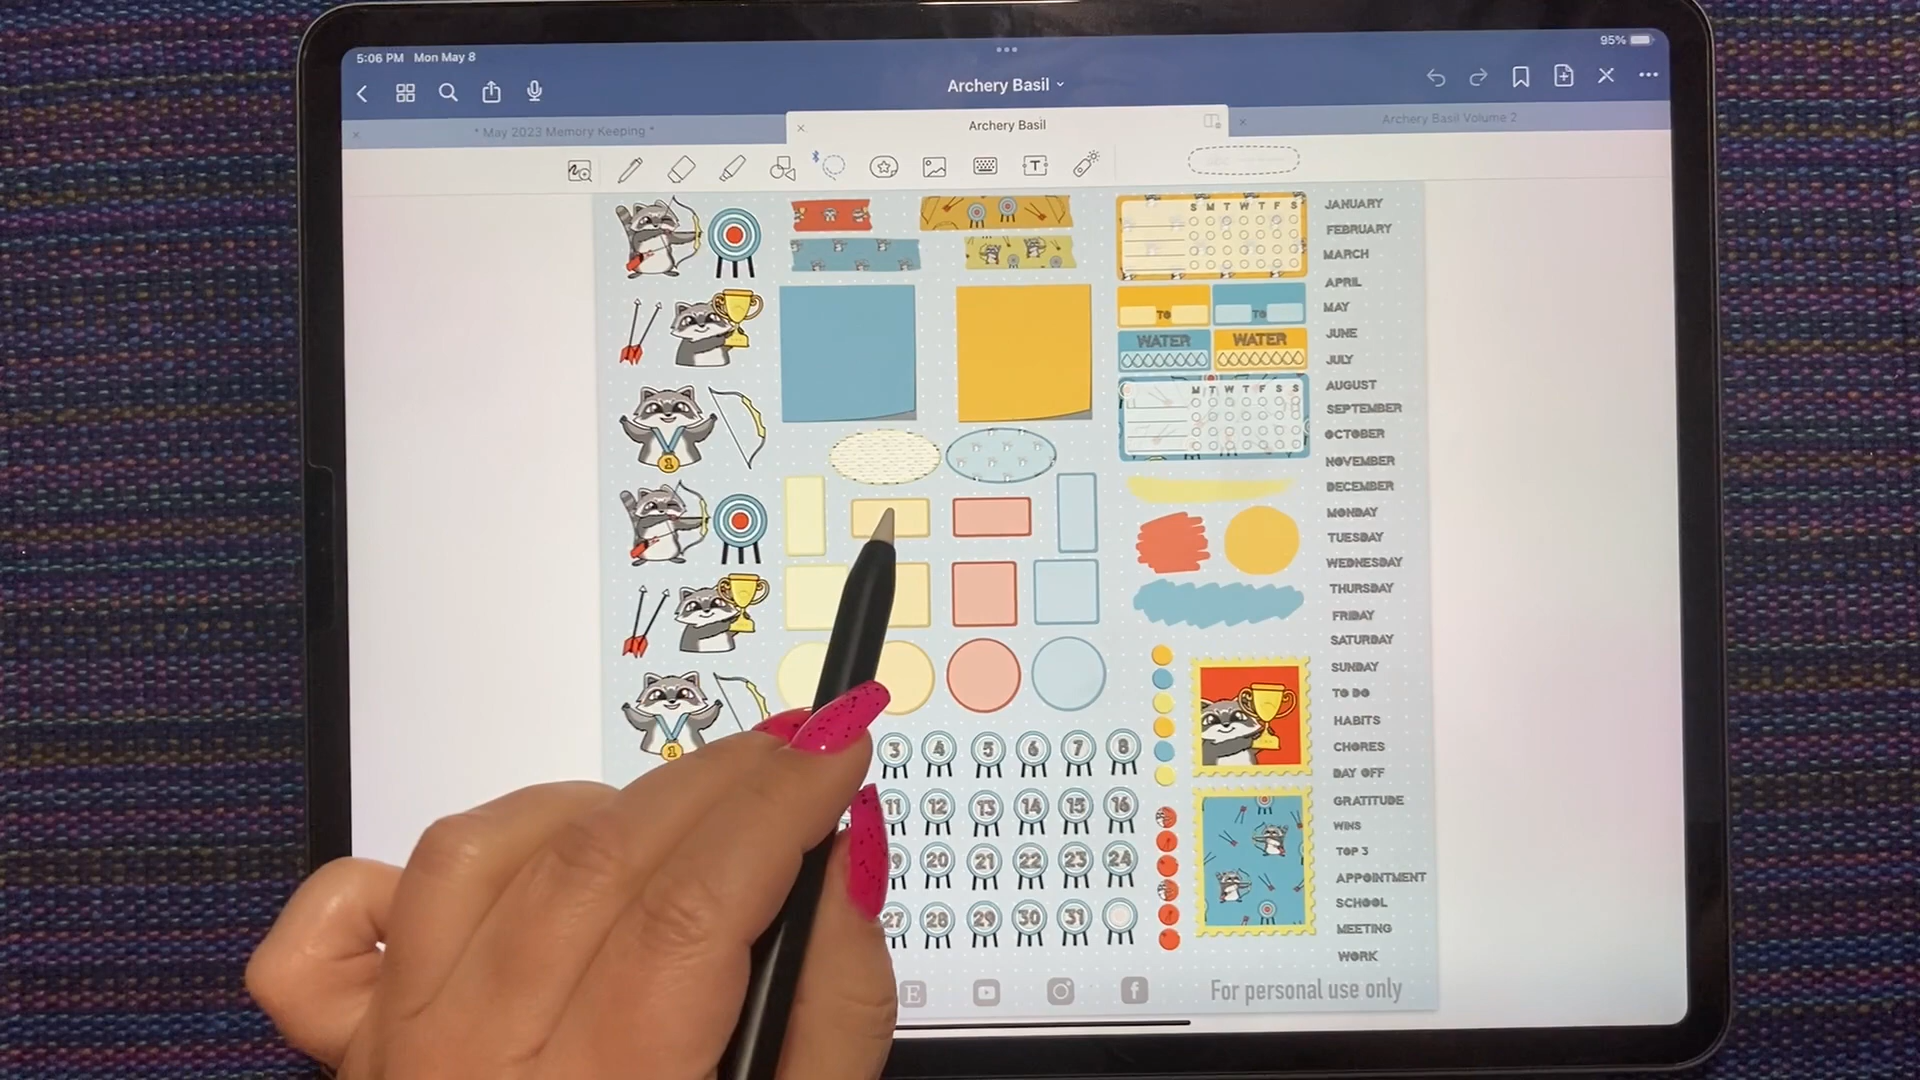 5:06 PM Mon May 8
95%
Archery Basil
* May 2023 Memory Keeping *
Archery Basil
Archery Basil Volume 2
T
S M T W T F S
TO
TO
WATER
WATER
M T W T F S S
JANUARY
FEBRUARY
MARCH
APRIL
MAY
JUNE
JULY
AUGUST
SEPTEMBER
OCTOBER
NOVEMBER
DECEMBER
MONDAY
TUESDAY
WEDNESDAY
THURSDAY
FRIDAY
SATURDAY
SUNDAY
TO DO
HABITS
CHORES
DAY OFF
GRATITUDE
WINS
TOP 3
APPOINTMENT
SCHOOL
MEETING
WORK
1
1
3 4 5 6 7 8
11 12 13 14 15 16
20 21 22 23 24
27 28 29 30 31
E
f
For personal use only